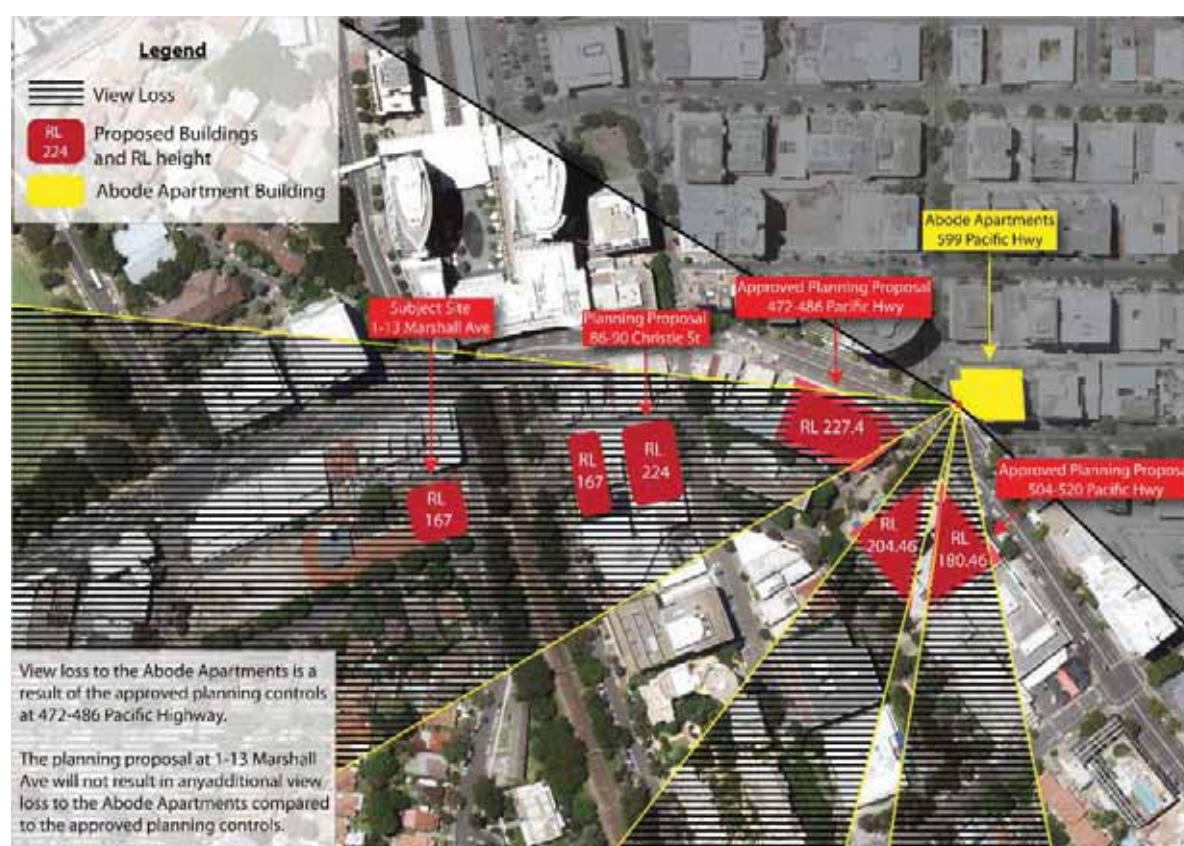 Legend
View Loss
RL
224
Proposed Buildings
and RL height
Abode Apartment Building
Abode Apartments
599 Pacific Hwy
Approved Planning Proposal
472-486 Pacific Hwy
Subject Site
1-13 Marshall Ave
Planning Proposal
86-90 Christie St
RL 227.4
RL
167
RL
224
RL
167
Approved Planning Proposa
504-520 Pacific Hwy
RL
204.46
RL
180.46
View loss to the Abode Apartments is a
result of the approved planning controls
at 472-486 Pacific Highway.
The planning proposal at 1-13 Marshall
Ave will not result in anyadditional view
loss to the Abode Apartments compared
to the approved planning controls.